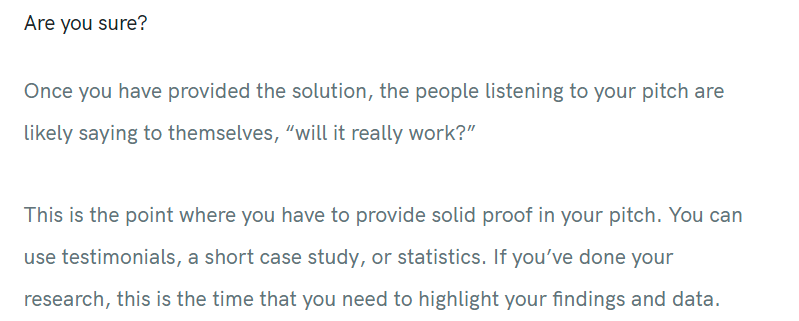 Are you sure?
Once you have provided the solution, the people listening to your pitch are
likely saying to themselves, “will it really work?”
This is the point where you have to provide solid proof in your pitch. You can
use testimonials, a short case study, or statistics. If you’ve done your
research, this is the time that you need to highlight your findings and data.